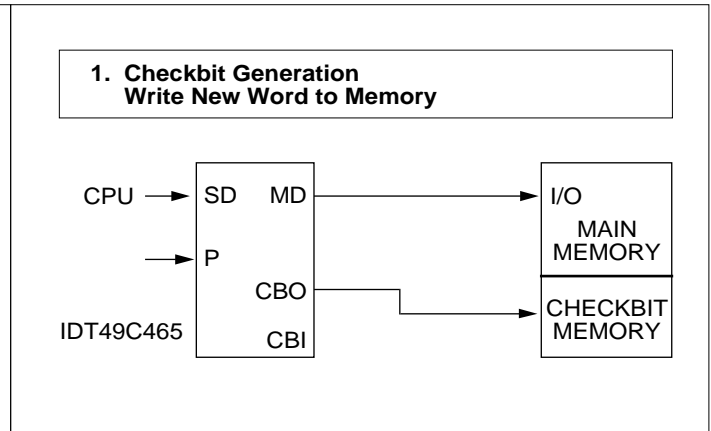 1. Checkbit Generation
Write New Word to Memory
CPU
SD
MD
I/O
MAIN
MEMORY
P
CBO
CHECKBIT
MEMORY
IDT49C465
CBI